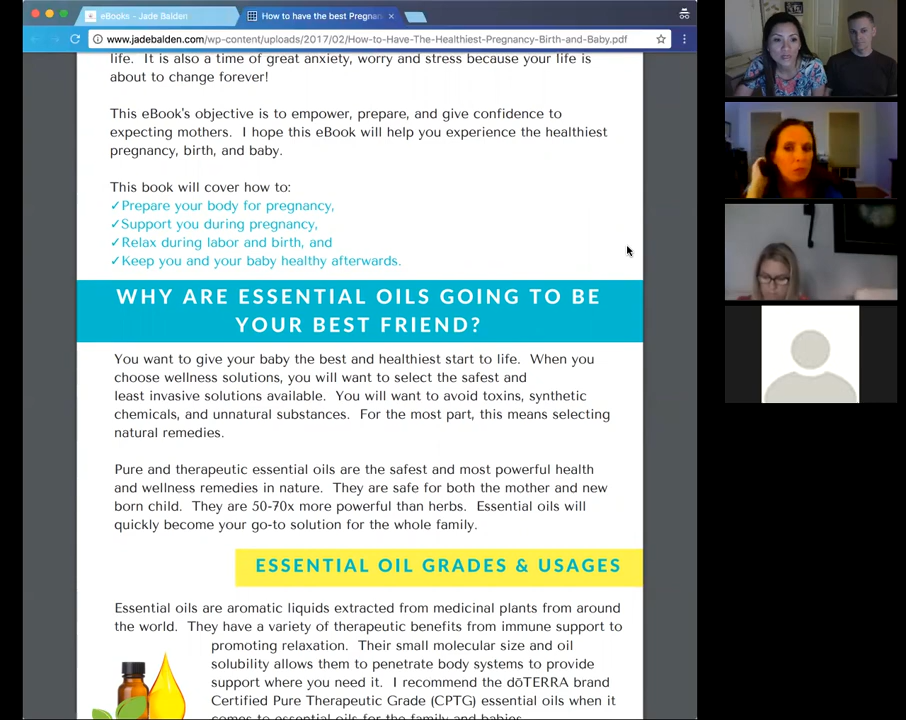 eBooks - Jade Balden
How to have the best Pregnan
www.jadebalden.com/wp-content/uploads/2017/02/How-to-Have-The-Healthiest-Pregnancy-Birth-and-Baby.pdf
life. It is also a time of great anxiety, worry and stress because your life is
about to change forever!
This eBook's objective is to empower, prepare, and give confidence to
expecting mothers. I hope this eBook will help you experience the healthiest
pregnancy, birth, and baby.
This book will cover how to:
✓Prepare your body for pregnancy,
✓Support you during pregnancy,
✓Relax during labor and birth, and
✓Keep you and your baby healthy afterwards.
WHY ARE ESSENTIAL OILS GOING TO BE
YOUR BEST FRIEND?
You want to give your baby the best and healthiest start to life. When you
choose wellness solutions, you will want to select the safest and
least invasive solutions available. You will want to avoid toxins, synthetic
chemicals, and unnatural substances. For the most part, this means selecting
natural remedies.
Pure and therapeutic essential oils are the safest and most powerful health
and wellness remedies in nature. They are safe for both the mother and new
born child. They are 50-70x more powerful than herbs. Essential oils will
quickly become your go-to solution for the whole family.
ESSENTIAL OIL GRADES & USAGES
Essential oils are aromatic liquids extracted from medicinal plants from around
the world. They have a variety of therapeutic benefits from immune support to
promoting relaxation. Their small molecular size and oil
solubility allows them to penetrate body systems to provide
support where you need it. I recommend the dōTERRA brand
Certified Pure Therapeutic Grade (CPTG) essential oils when it
comes to essential oils for the family and babies.